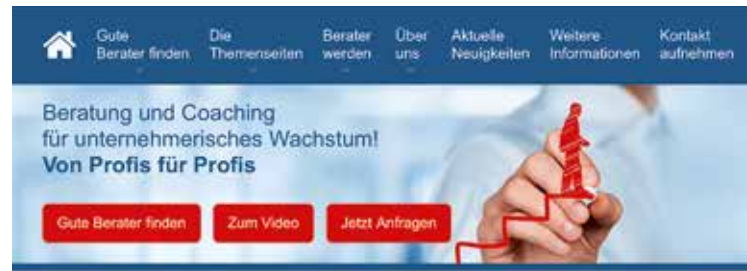 Gute
Berater finden
Die
Themenseiten
Berater
werden
Über
uns
Aktuelle
Neuigkeiten
Weitere
Informationen
Kontakt
aufnehmen
Beratung und Coaching
für unternehmerisches Wachstum!
Von Profis für Profis
Gute Berater finden
Zum Video
Jetzt Anfragen